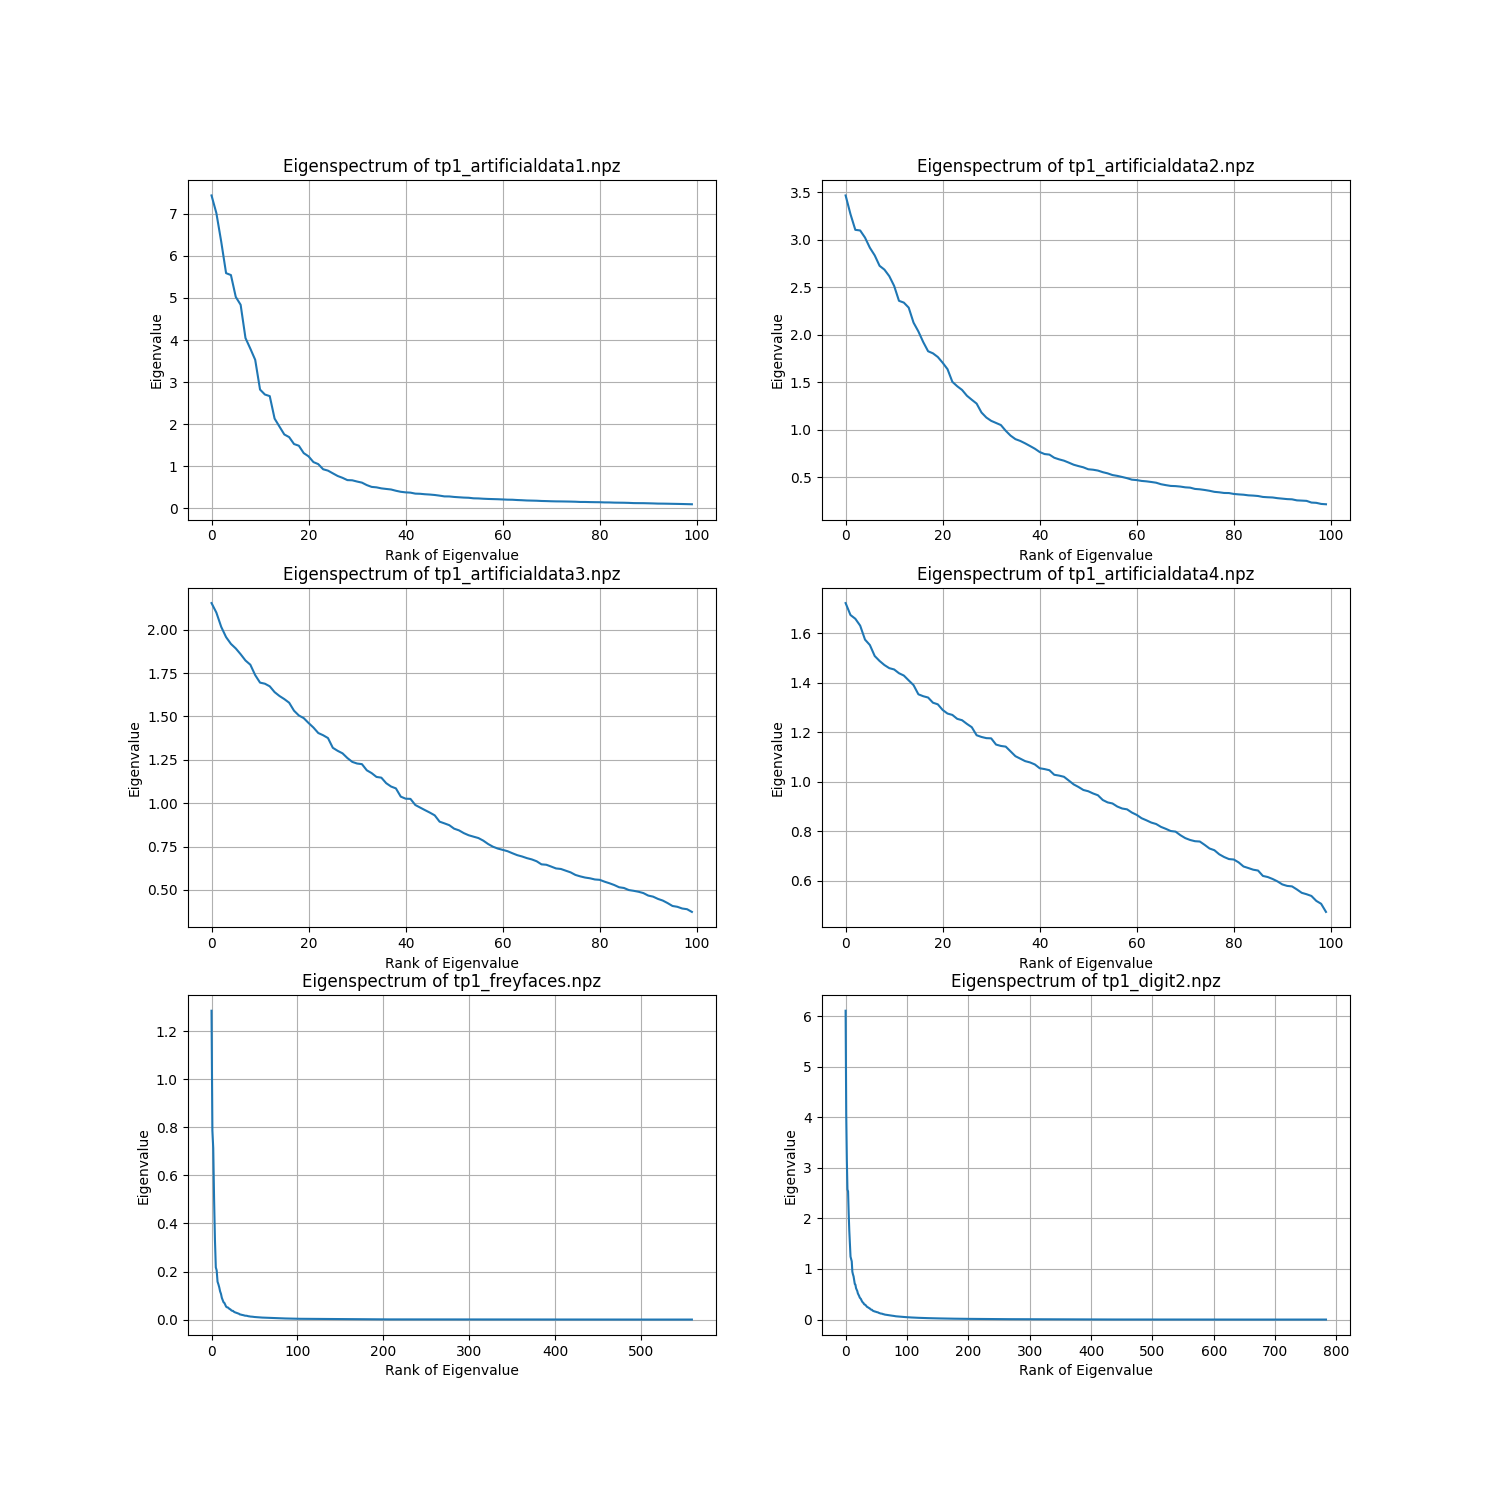 Eigenspectrum of tp1_artificialdata1.npz
7
6
5
4
3
2
1
0
Eigenvalue
0 20 40 60 80 100
Rank of Eigenvalue
Eigenspectrum of tp1_artificialdata2.npz
3.5
3.0
2.5
2.0
1.5
1.0
0.5
Eigenvalue
0 20 40 60 80 100
Rank of Eigenvalue
Eigenspectrum of tp1_artificialdata3.npz
2.00
1.75
1.50
1.25
1.00
0.75
0.50
Eigenvalue
0 20 40 60 80 100
Rank of Eigenvalue
Eigenspectrum of tp1_artificialdata4.npz
1.6
1.4
1.2
1.0
0.8
0.6
Eigenvalue
0 20 40 60 80 100
Rank of Eigenvalue
Eigenspectrum of tp1_freyfaces.npz
1.2
1.0
0.8
0.6
0.4
0.2
0.0
Eigenvalue
0 100 200 300 400 500
Rank of Eigenvalue
Eigenspectrum of tp1_digit2.npz
6
5
4
3
2
1
0
Eigenvalue
0 100 200 300 400 500 600 700 800
Rank of Eigenvalue